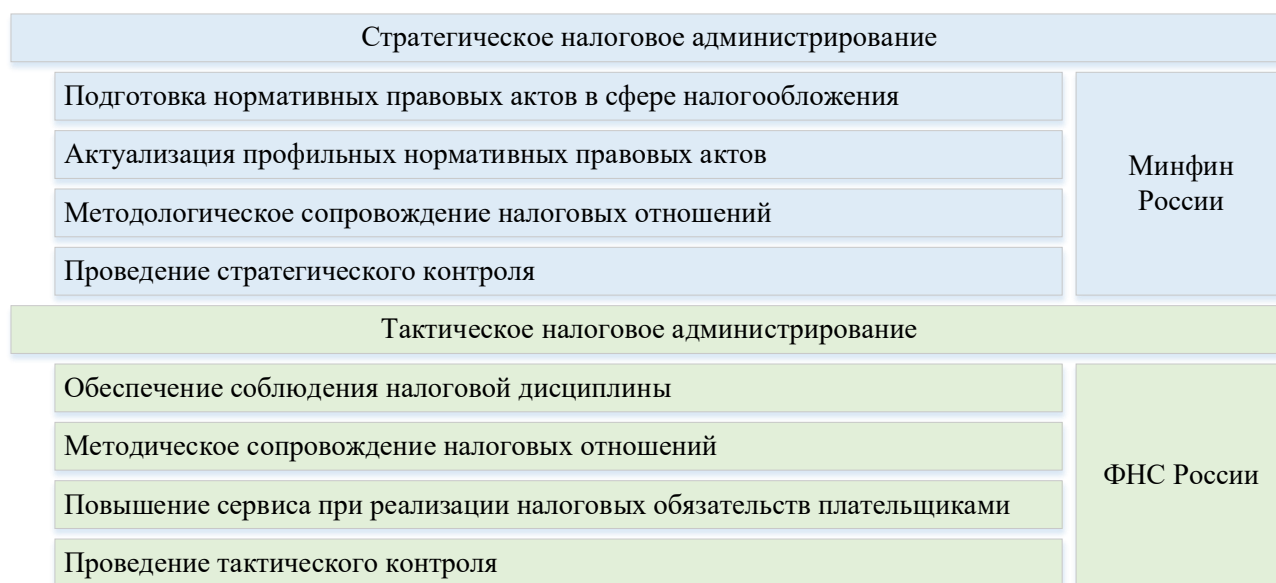 Стратегическое налоговое администрирование
Подготовка нормативных правовых актов в сфере налогообложения
Актуализация профильных нормативных правовых актов
Методологическое сопровождение налоговых отношений
Проведение стратегического контроля
Минфин
России
Тактическое налоговое администрирование
Обеспечение соблюдения налоговой дисциплины
Методическое сопровождение налоговых отношений
Повышение сервиса при реализации налоговых обязательств плательщиками
Проведение тактического контроля
ФНС России